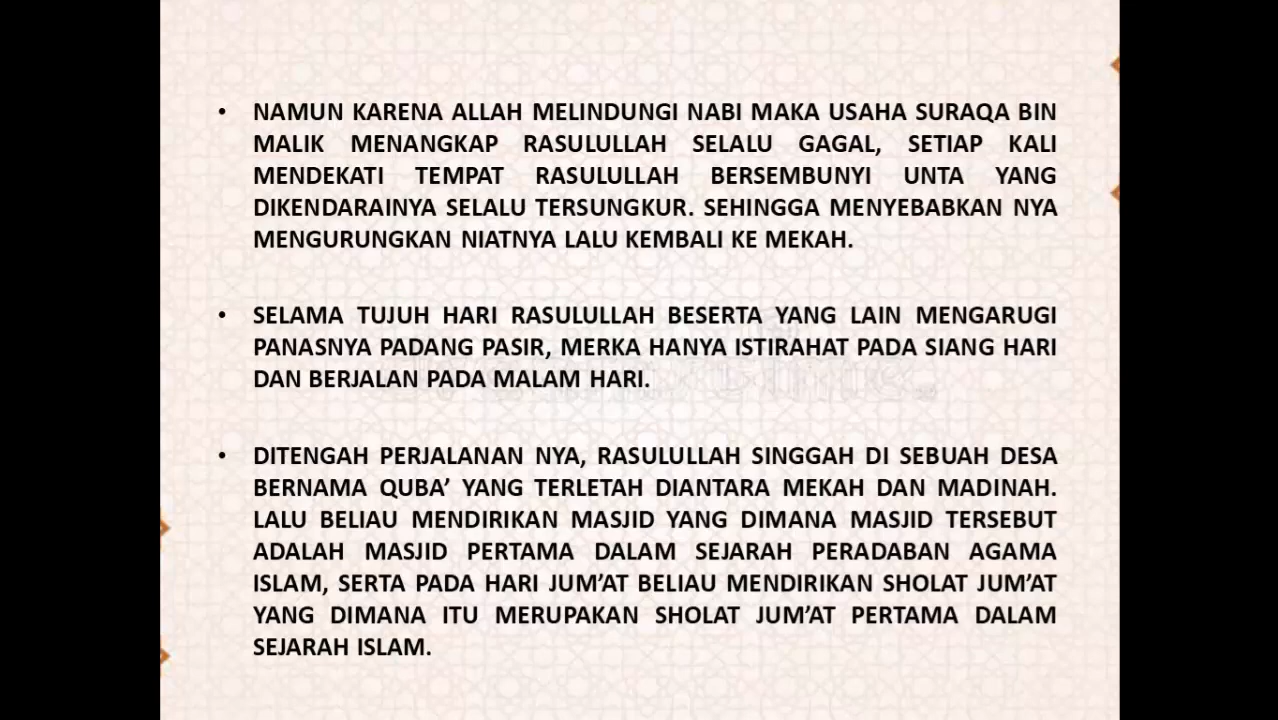 • NAMUN KARENA ALLAH MELINDUNGI NABI MAKA USAHA SURAQA BIN
MALIK MENANGKAP RASULULLAH SELALU GAGAL, SETIAP KALI
MENDEKATI TEMPAT RASULULLAH BERSEMBUNYI UNTA YANG
DIKENDARAINYA SELALU TERSUNGKUR. SEHINGGA MENYEBABKAN NYA
MENGURUNGKAN NIATNYA LALU KEMBALI KE MEKAH.
• SELAMA TUJUH HARI RASULULLAH BESERTA YANG LAIN MENGARUGI
PANASNYA PADANG PASIR, MERKA HANYA ISTIRAHAT PADA SIANG HARI
DAN BERJALAN PADA MALAM HARI.
• DITENGAH PERJALANAN NYA, RASULULLAH SINGGAH DI SEBUAH DESA
BERNAMA QUBA’ YANG TERLETAH DIANTARA MEKAH DAN MADINAH.
LALU BELIAU MENDIRIKAN MASJID YANG DIMANA MASJID TERSEBUT
ADALAH MASJID PERTAMA DALAM SEJARAH PERADABAN AGAMA
ISLAM, SERTA PADA HARI JUM’AT BELIAU MENDIRIKAN SHOLAT JUM’AT
YANG DIMANA ITU MERUPAKAN SHOLAT JUM’AT PERTAMA DALAM
SEJARAH ISLAM.